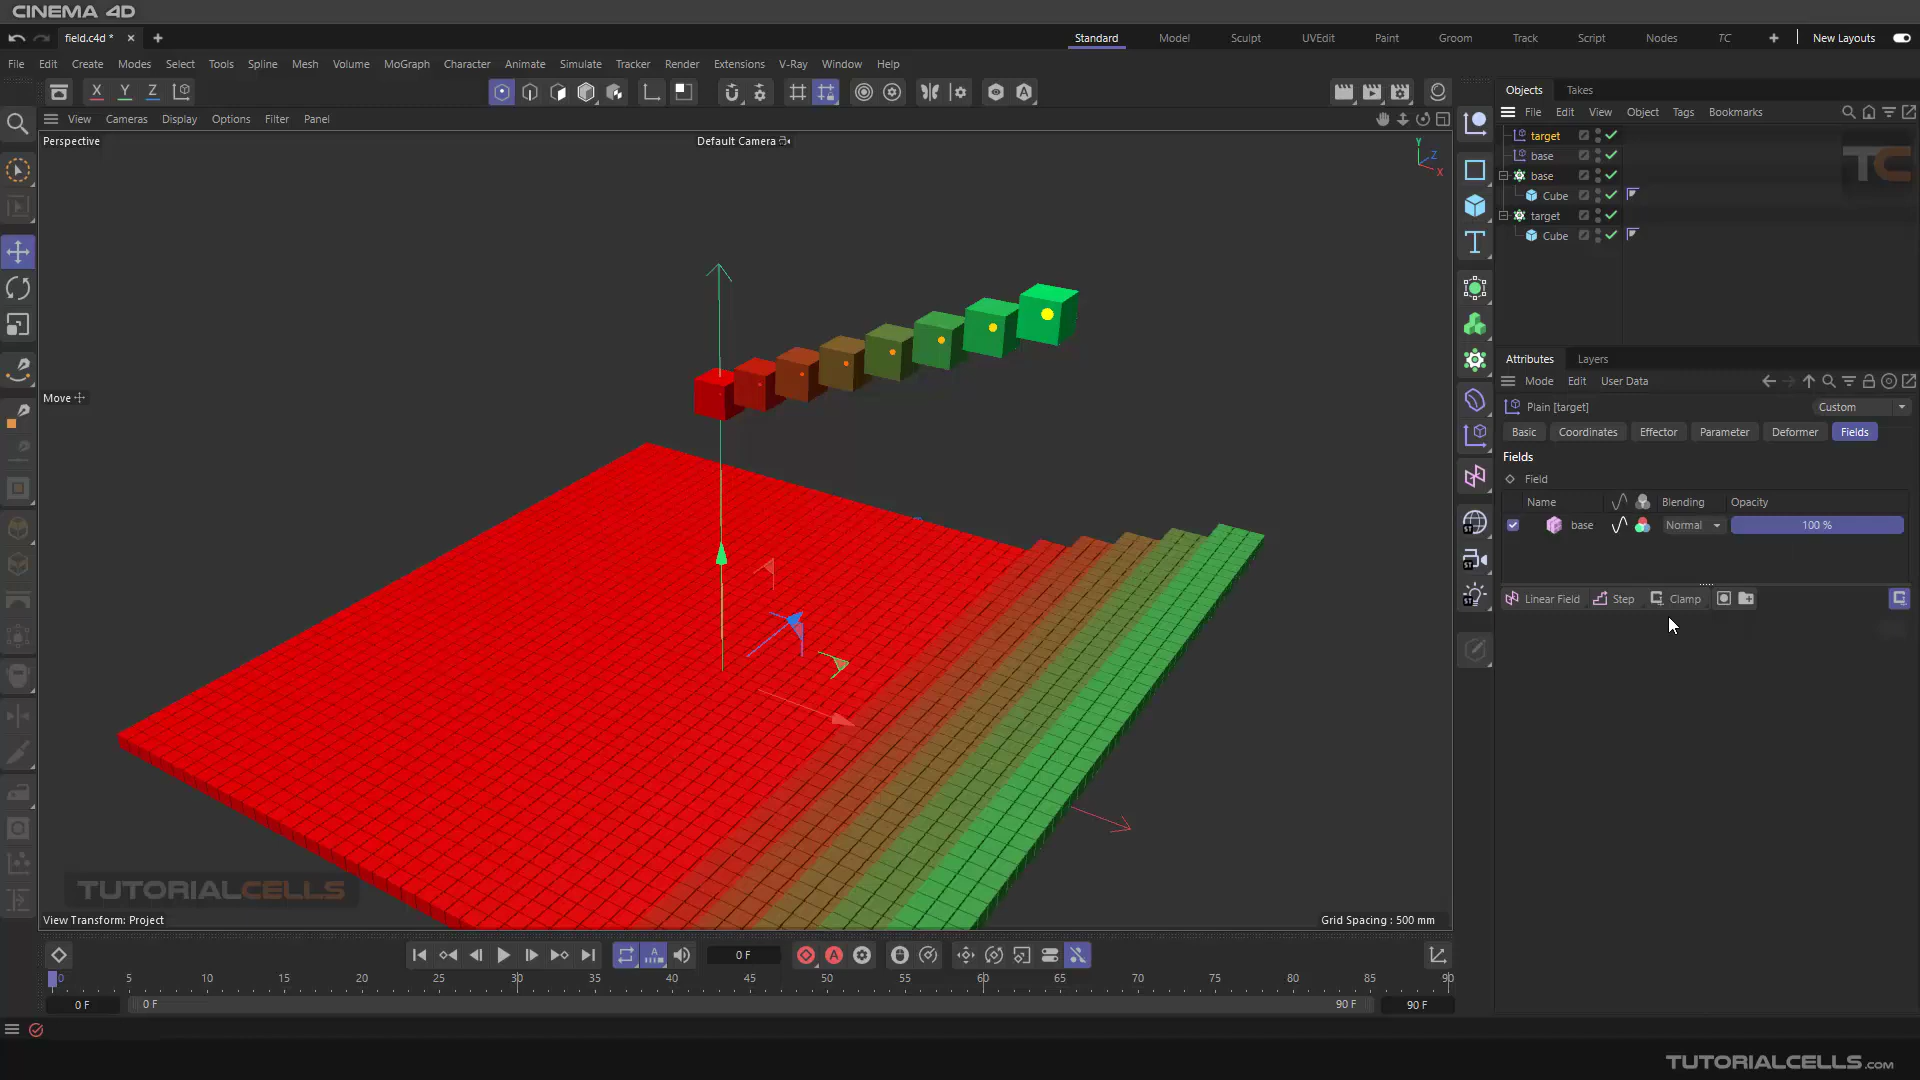 CINEMA 4D
field.c4d *
Standard Model Sculpt UVEdit Paint Groom Track Script Nodes TC New Layouts
File Edit Create Modes Select Tools Spline Mesh Volume MoGraph Character Animate Simulate Tracker Render Extensions V-Ray Window Help
X Y Z
Objects Takes
View Cameras Display Options Filter Panel
File Edit View Object Tags Bookmarks
Perspective
Default Camera
Y Z X
target
base
base
Cube
target
Cube
TC
Attributes Layers
Mode Edit User Data
Move
Plain [target] Custom
Basic Coordinates Effector Parameter Deformer Fields
Fields
Field
Name Blending Opacity
base Normal 100 %
Linear Field Step Clamp
TUTORIALCELLS
View Transform: Project
Grid Spacing : 500 mm
0 F
0 5 10 15 20 25 30 35 40 45 50 55 60 65 70 75 80 85 90
0 F 0 F 90 F 90 F
TUTORIALCELLS.COM